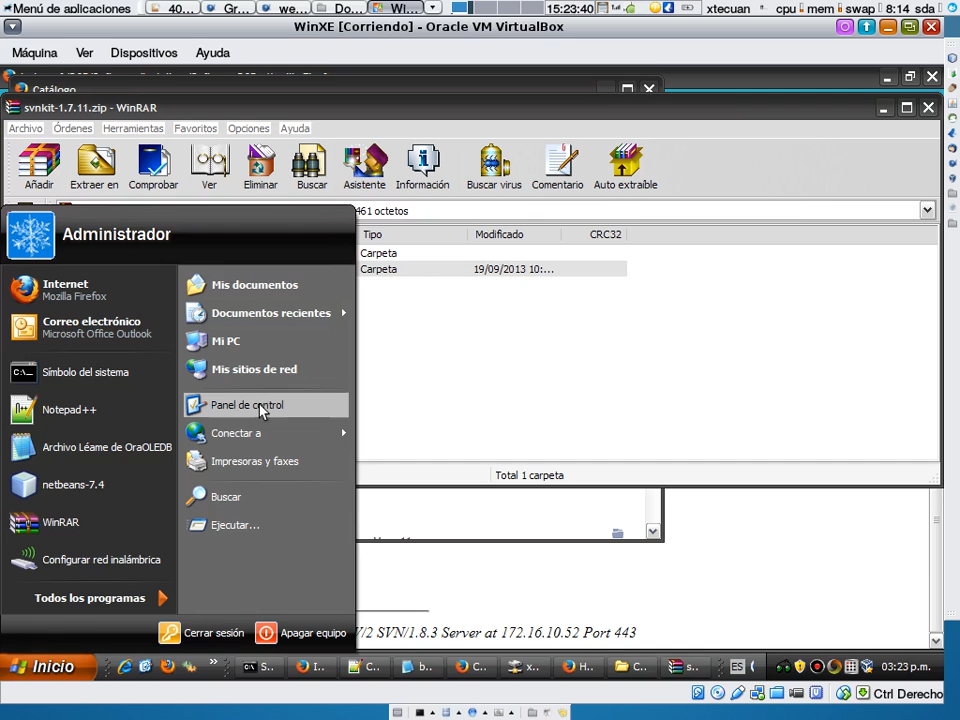 Menú de aplicaciones
40...
Gr...
we...
Do...
Wi...
15:23:40
xtecuan
cpu
mem
swap
8:14
sda
WinXE [Corriendo] - Oracle VM VirtualBox
Máquina Ver Dispositivos Ayuda
Catálogo
svnkit-1.7.11.zip - WinRAR
Archivo Órdenes Herramientas Favoritos Opciones Ayuda
Añadir Extraer en Comprobar Ver Eliminar Buscar Asistente Información Buscar virus Comentario Auto extraíble
461 octetos
Tipo Modificado CRC32
Carpeta
Carpeta 19/09/2013 10:...
Total 1 carpeta
Administrador
Internet
Mozilla Firefox
Correo electrónico
Microsoft Office Outlook
Símbolo del sistema
Notepad++
Archivo Léame de OraOLEDB
netbeans-7.4
WinRAR
Configurar red inalámbrica
Todos los programas
Mis documentos
Documentos recientes
Mi PC
Mis sitios de red
Panel de control
Conectar a
Impresoras y faxes
Buscar
Ejecutar...
Cerrar sesión Apagar equipo
/2 SVN/1.8.3 Server at 172.16.10.52 Port 443
Inicio
»
S...
I...
C...
b...
C...
x...
H...
C...
s...
ES
03:23 p.m.
Ctrl Derecho